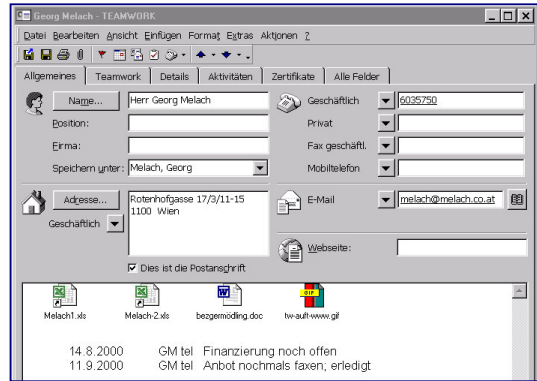 Georg Melach - TEAMWORK
Datei Bearbeiten Ansicht Einfügen Format Extras Aktionen ?
Allgemeines Teamwork Details Aktivitäten Zertifikate Alle Felder
Name... Herr Georg Melach Geschäftlich 6035750
Position: Privat
Firma: Fax geschäftl.
Speichern unter: Melach, Georg Mobiltelefon
Adresse... Rotenhofgasse 17/3/11-15 E-Mail melach@melach.co.at
1100 Wien
Geschäftlich
Webseite:
Dies ist die Postanschrift
Melach1.xls Melach-2.xls bezgermödling.doc tw-auft-www.gif
14.8.2000 GM tel Finanzierung noch offen
11.9.2000 GM tel Anbot nochmals faxen; erledigt